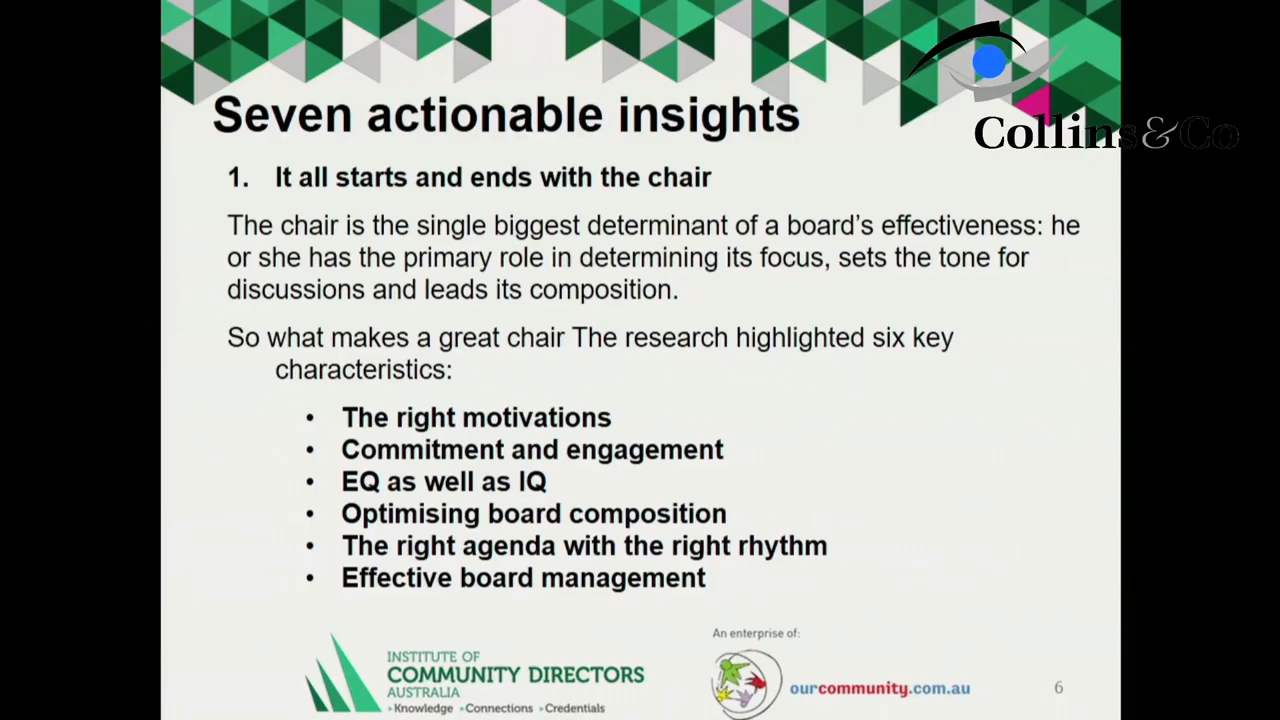 Collins&Co
Seven actionable insights
1. It all starts and ends with the chair
The chair is the single biggest determinant of a board's effectiveness: he
or she has the primary role in determining its focus, sets the tone for
discussions and leads its composition.
So what makes a great chair The research highlighted six key
characteristics:
• The right motivations
• Commitment and engagement
• EQ as well as IQ
• Optimising board composition
• The right agenda with the right rhythm
• Effective board management
INSTITUTE OF
COMMUNITY DIRECTORS
AUSTRALIA
Knowledge Connections Credentials
An enterprise of:
ourcommunity.com.au
6